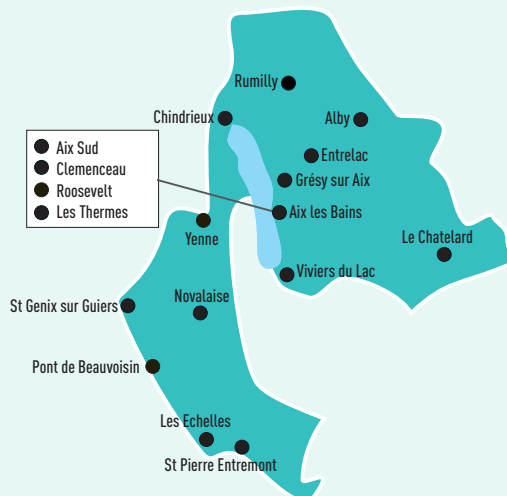 Rumilly
Chindrieux
Alby
Aix Sud
Clemenceau
Roosevelt
Les Thermes
Entrelac
Grésy sur Aix
Aix les Bains
Yenne
Le Chatelard
Viviers du Lac
Novalaise
St Genix sur Guiers
Pont de Beauvoisin
Les Echelles
St Pierre Entremont